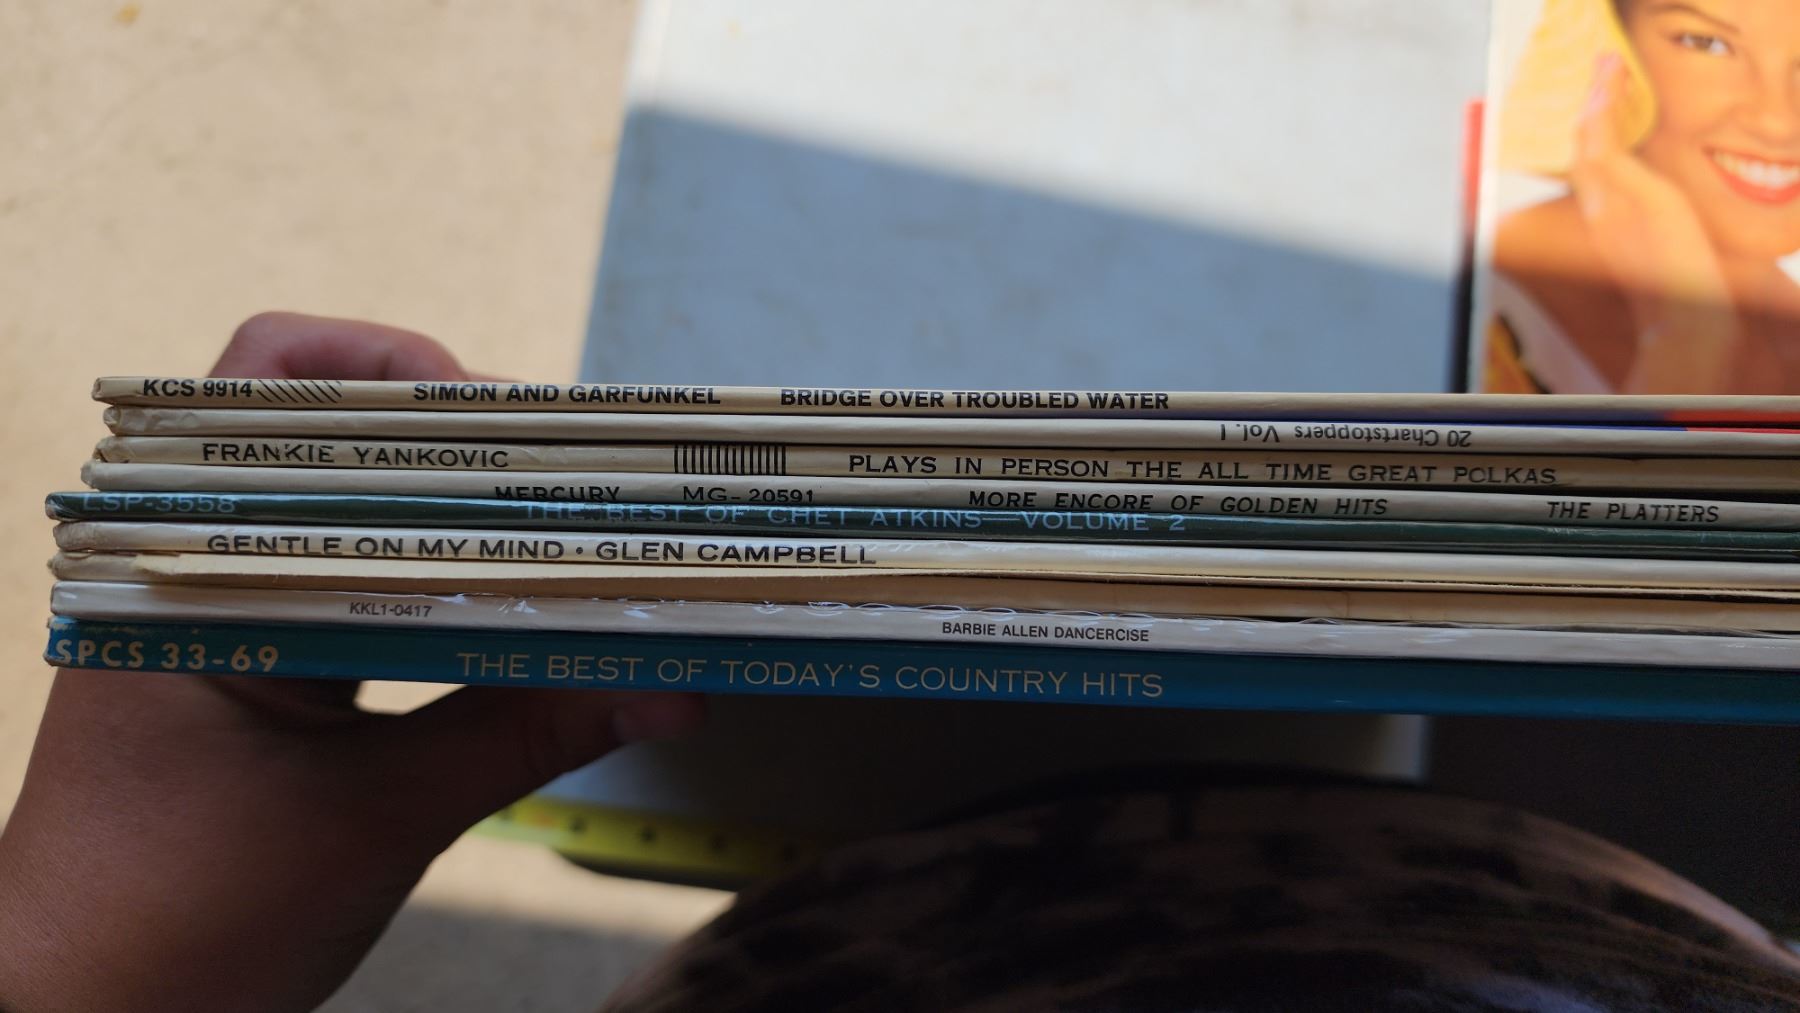 KCS 9914 SIMON AND GARFUNKEL BRIDGE OVER TROUBLED WATER
20 Chartstoppers Vol. 1
FRANKIE YANKOVIC PLAYS IN PERSON THE ALL TIME GREAT POLKAS
MERCURY MG-20591 MORE ENCORE OF GOLDEN HITS THE PLATTERS
LSP-3558 THE BEST OF CHET ATKINS—VOLUME 2
GENTLE ON MY MIND • GLEN CAMPBELL
KKL1-0417 BARBIE ALLEN DANCERCISE
SPCS 33-69 THE BEST OF TODAY'S COUNTRY HITS